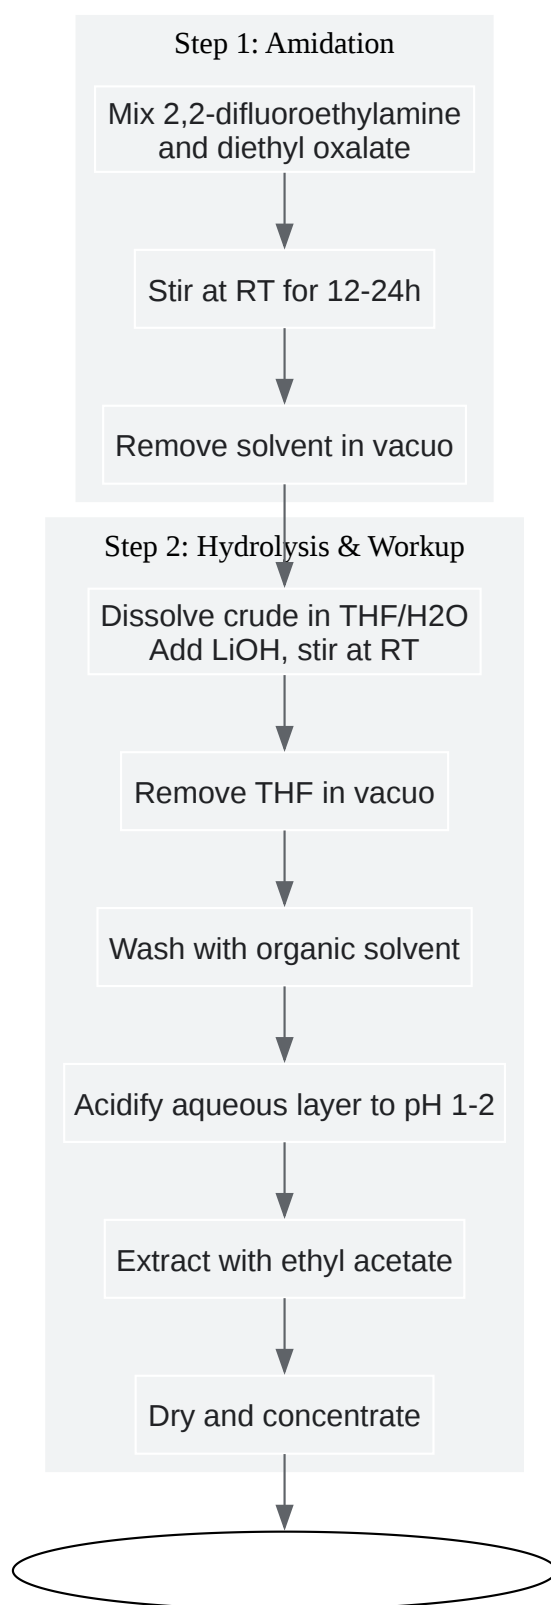 Step 1: Amidation
Mix 2,2-difluoroethylamine
and diethyl oxalate
Stir at RT for 12-24h
Remove solvent in vacuo
Step 2: Hydrolysis & Workup
Dissolve crude in THF/H2O
Add LiOH, stir at RT
Remove THF in vacuo
Wash with organic solvent
Acidify aqueous layer to pH 1-2
Extract with ethyl acetate
Dry and concentrate